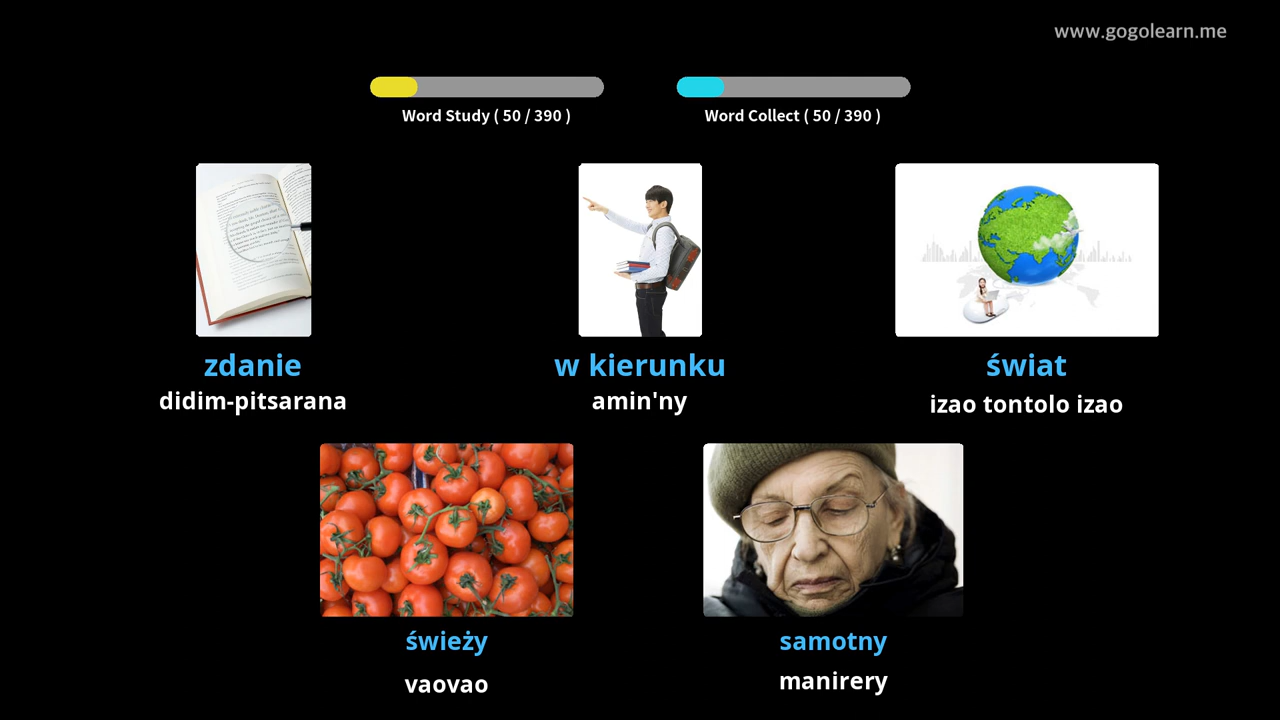 www.gogolearn.me
Word Study ( 50 / 390 )
Word Collect ( 50 / 390 )
zdanie
didim-pitsarana
w kierunku
amin'ny
świat
izao tontolo izao
świeży
vaovao
samotny
manirery